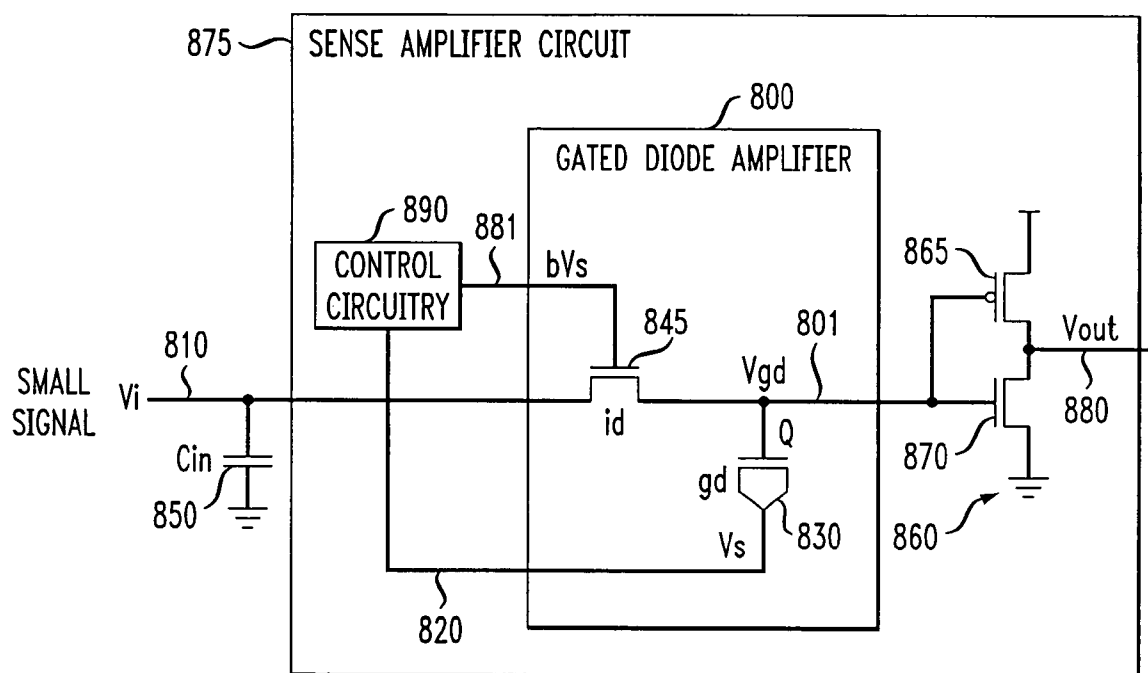 875
SENSE AMPLIFIER CIRCUIT
800
GATED DIODE AMPLIFIER
890
881
CONTROL
CIRCUITRY
bVs
865
845
801
Vout
810
SMALL
SIGNAL
Vi
Vgd
880
id
870
Q
Cin
gd
850
830
860
Vs
820